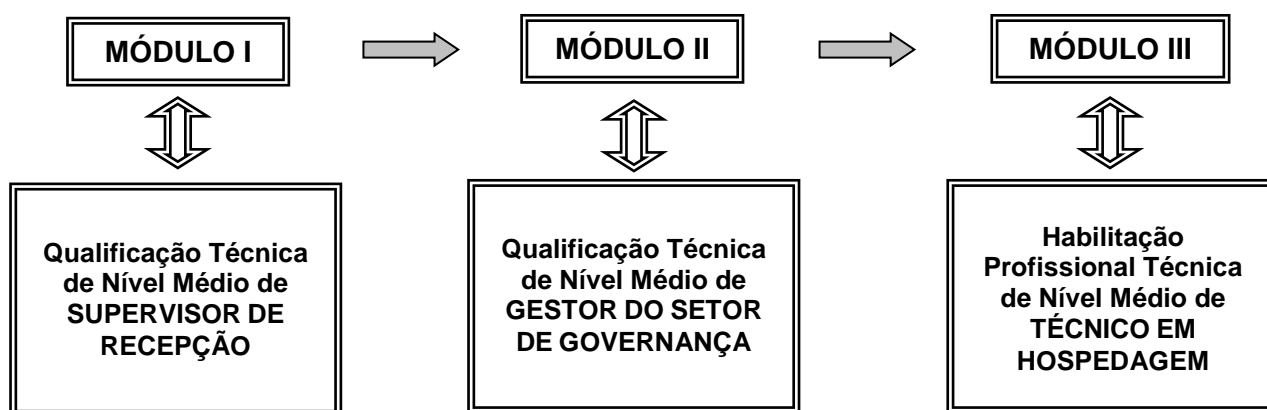 MÓDULO I
MÓDULO II
MÓDULO III
Qualificação Técnica
de Nível Médio de
SUPERVISOR DE
RECEPÇÃO
Qualificação Técnica
de Nível Médio de
GESTOR DO SETOR
DE GOVERNANÇA
Habilitação
Profissional Técnica
de Nível Médio de
TÉCNICO EM
HOSPEDAGEM